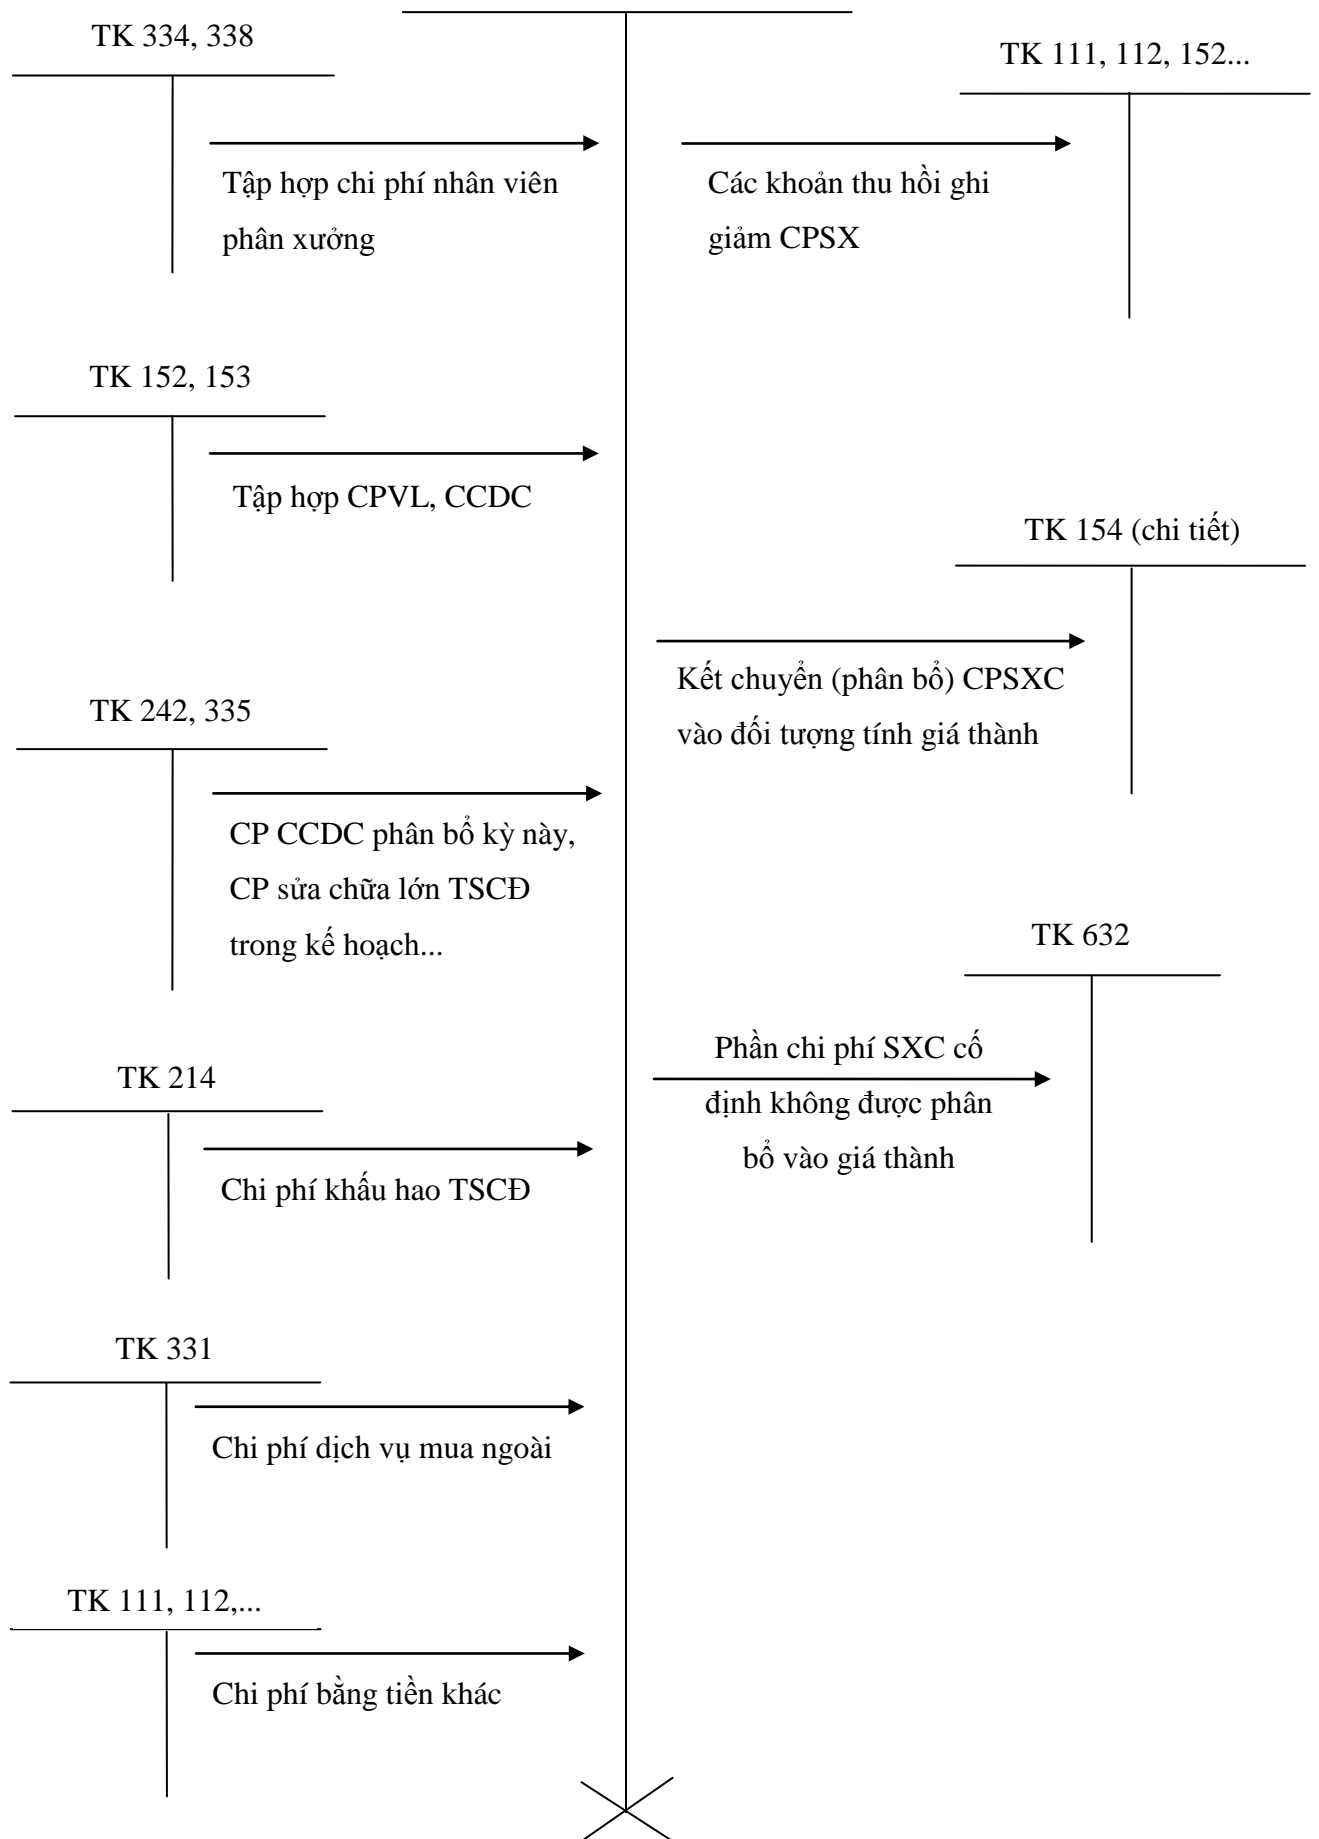 TK 334, 338
TK 111, 112, 152...
Tập hợp chi phí nhân viên
phân xưởng
Các khoản thu hồi ghi
giảm CPSX
TK 152, 153
Tập hợp CPVL, CCDC
TK 154 (chi tiết)
Kết chuyển (phân bổ) CPSXC
vào đối tượng tính giá thành
TK 242, 335
CP CCDC phân bổ kỳ này,
CP sửa chữa lớn TSCĐ
trong kế hoạch...
TK 632
Phần chi phí SXC cố
định không được phân
bổ vào giá thành
TK 214
Chi phí khấu hao TSCĐ
TK 331
Chi phí dịch vụ mua ngoài
TK 111, 112,...
Chi phí bằng tiền khác